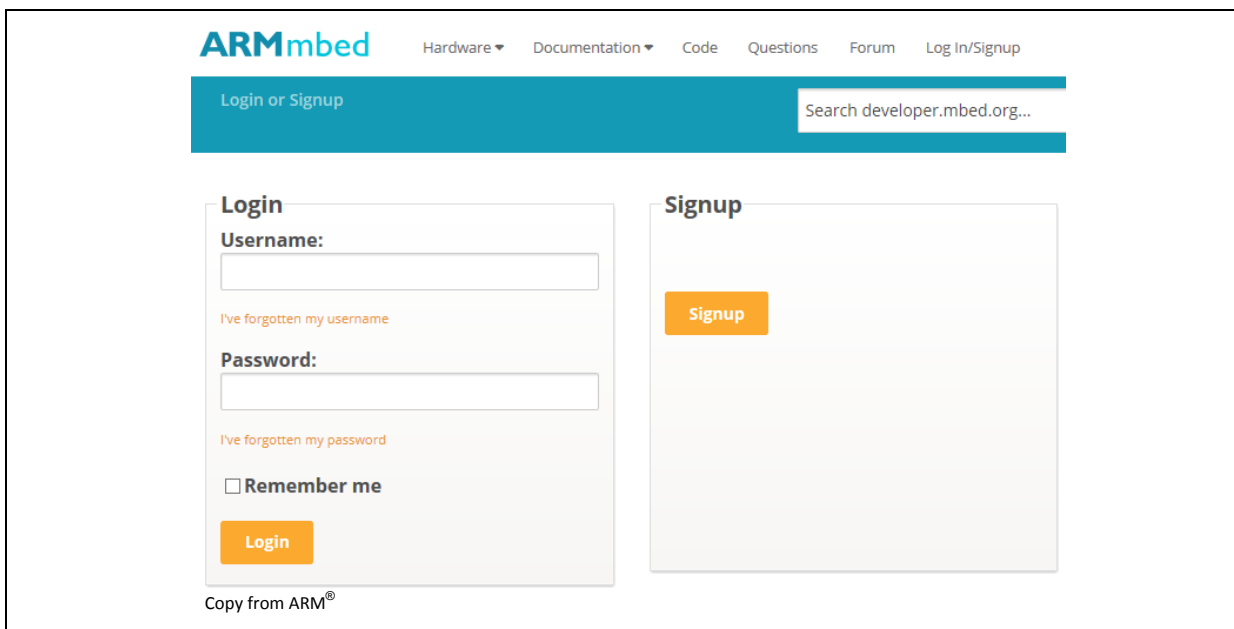 ARMmbed Hardware Documentation Code Questions Forum Log In/Signup
Login or Signup
Search developer.mbed.org...
Login
Username:
I've forgotten my username
Password:
I've forgotten my password
Remember me
Login
Signup
Signup
Copy from ARM®